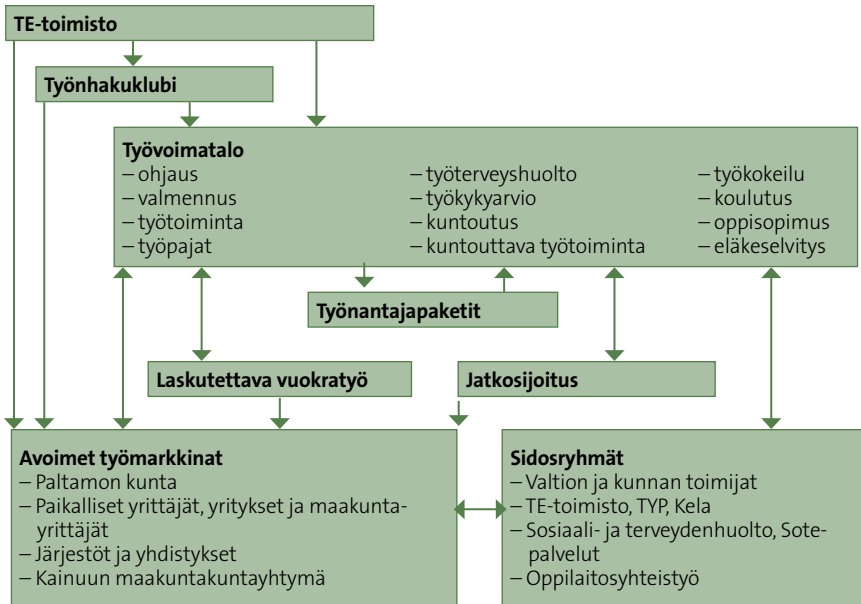 TE-toimisto
Työnhakuklubi
Työvoimatalo
– ohjaus
– valmennus
– työtoiminta
– työpajat
– työterveyshuolto
– työkykyarvio
– kuntoutus
– kuntouttava työtoiminta
– työkokeilu
– koulutus
– oppisopimus
– eläkeselvitys
Työnantajapaketit
Laskutettava vuokratyö
Jatkosijoitus
Avoimet työmarkkinat
– Paltamon kunta
– Paikalliset yrittäjät, yritykset ja maakunta-
yrittäjät
– Järjestöt ja yhdistykset
– Kainuun maakuntakuntayhtymä
Sidosryhmät
– Valtion ja kunnan toimijat
– TE-toimisto, TYP, Kela
– Sosiaali- ja terveydenhuolto, Sote-
palvelut
– Oppilaitosyhteistyö